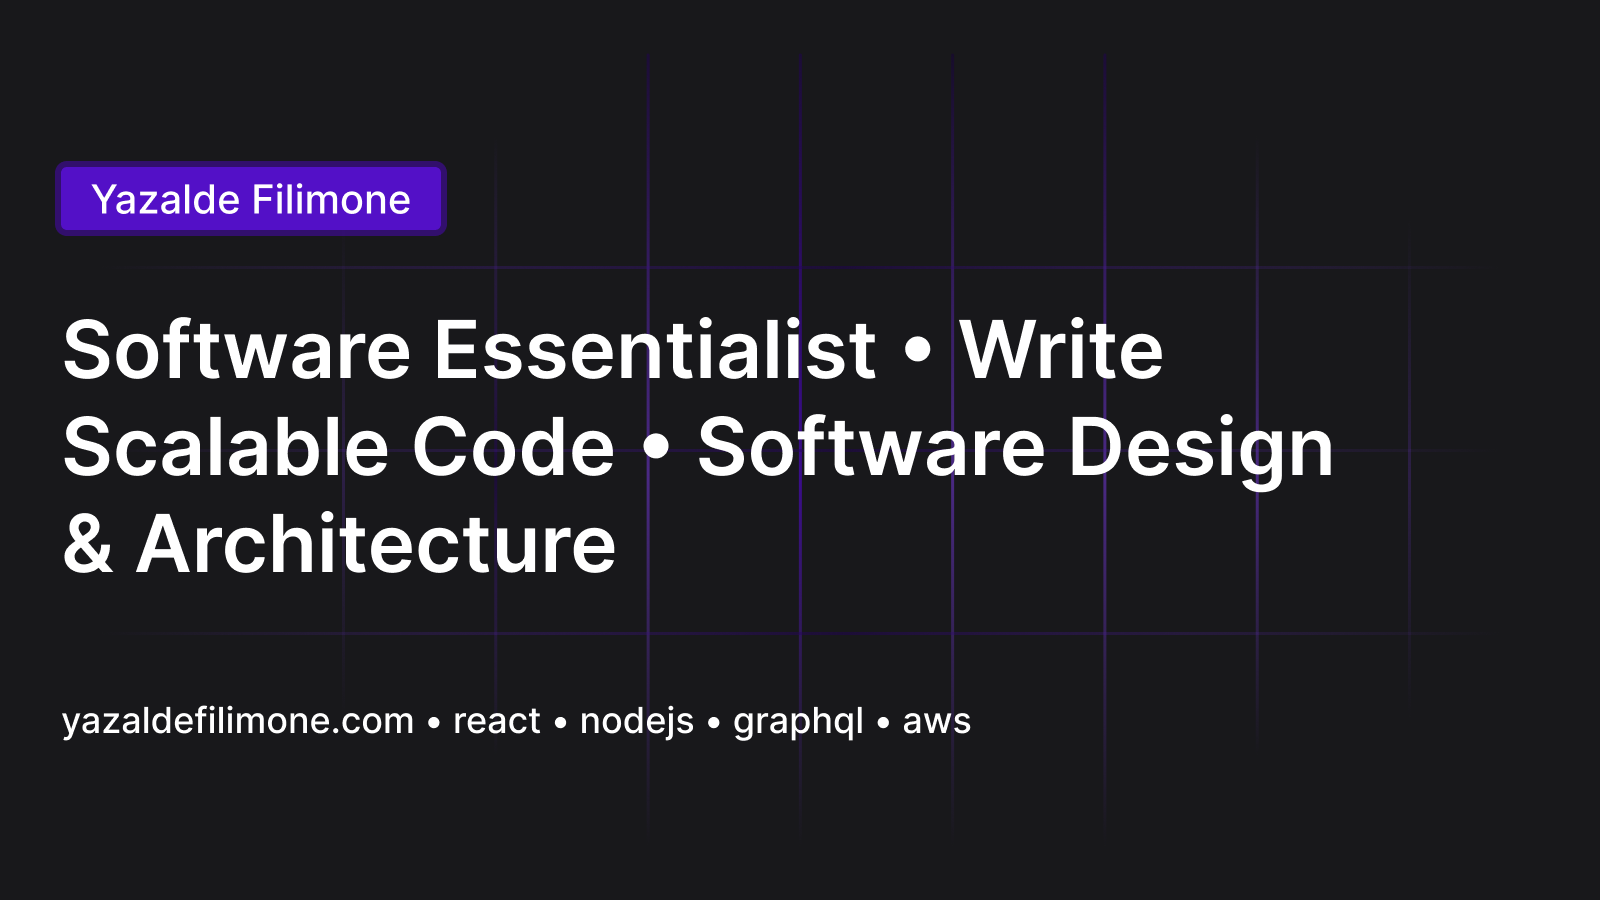 Yazalde Filimone
Software Essentialist • Write
Scalable Code • Software Design
& Architecture
yazaldefilimone.com • react • nodejs • graphql • aws